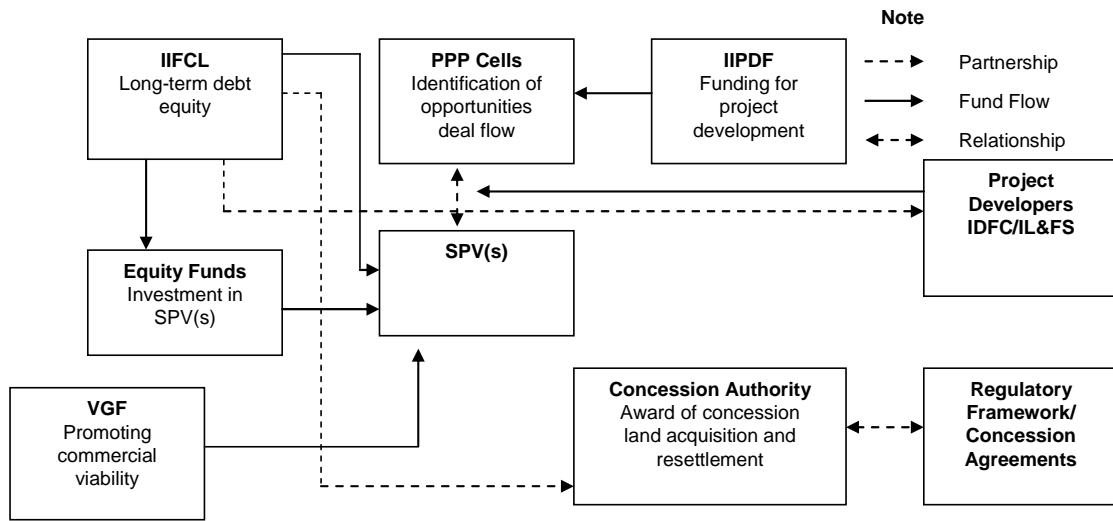 Note
Partnership
Fund Flow
Relationship
IIFCL
Long-term debt
equity
PPP Cells
Identification of
opportunities
deal flow
IIPDF
Funding for
project
development
Project
Developers
IDFC/IL&FS
Equity Funds
Investment in
SPV(s)
SPV(s)
VGF
Promoting
commercial
viability
Concession Authority
Award of concession
land acquisition and
resettlement
Regulatory
Framework/
Concession
Agreements